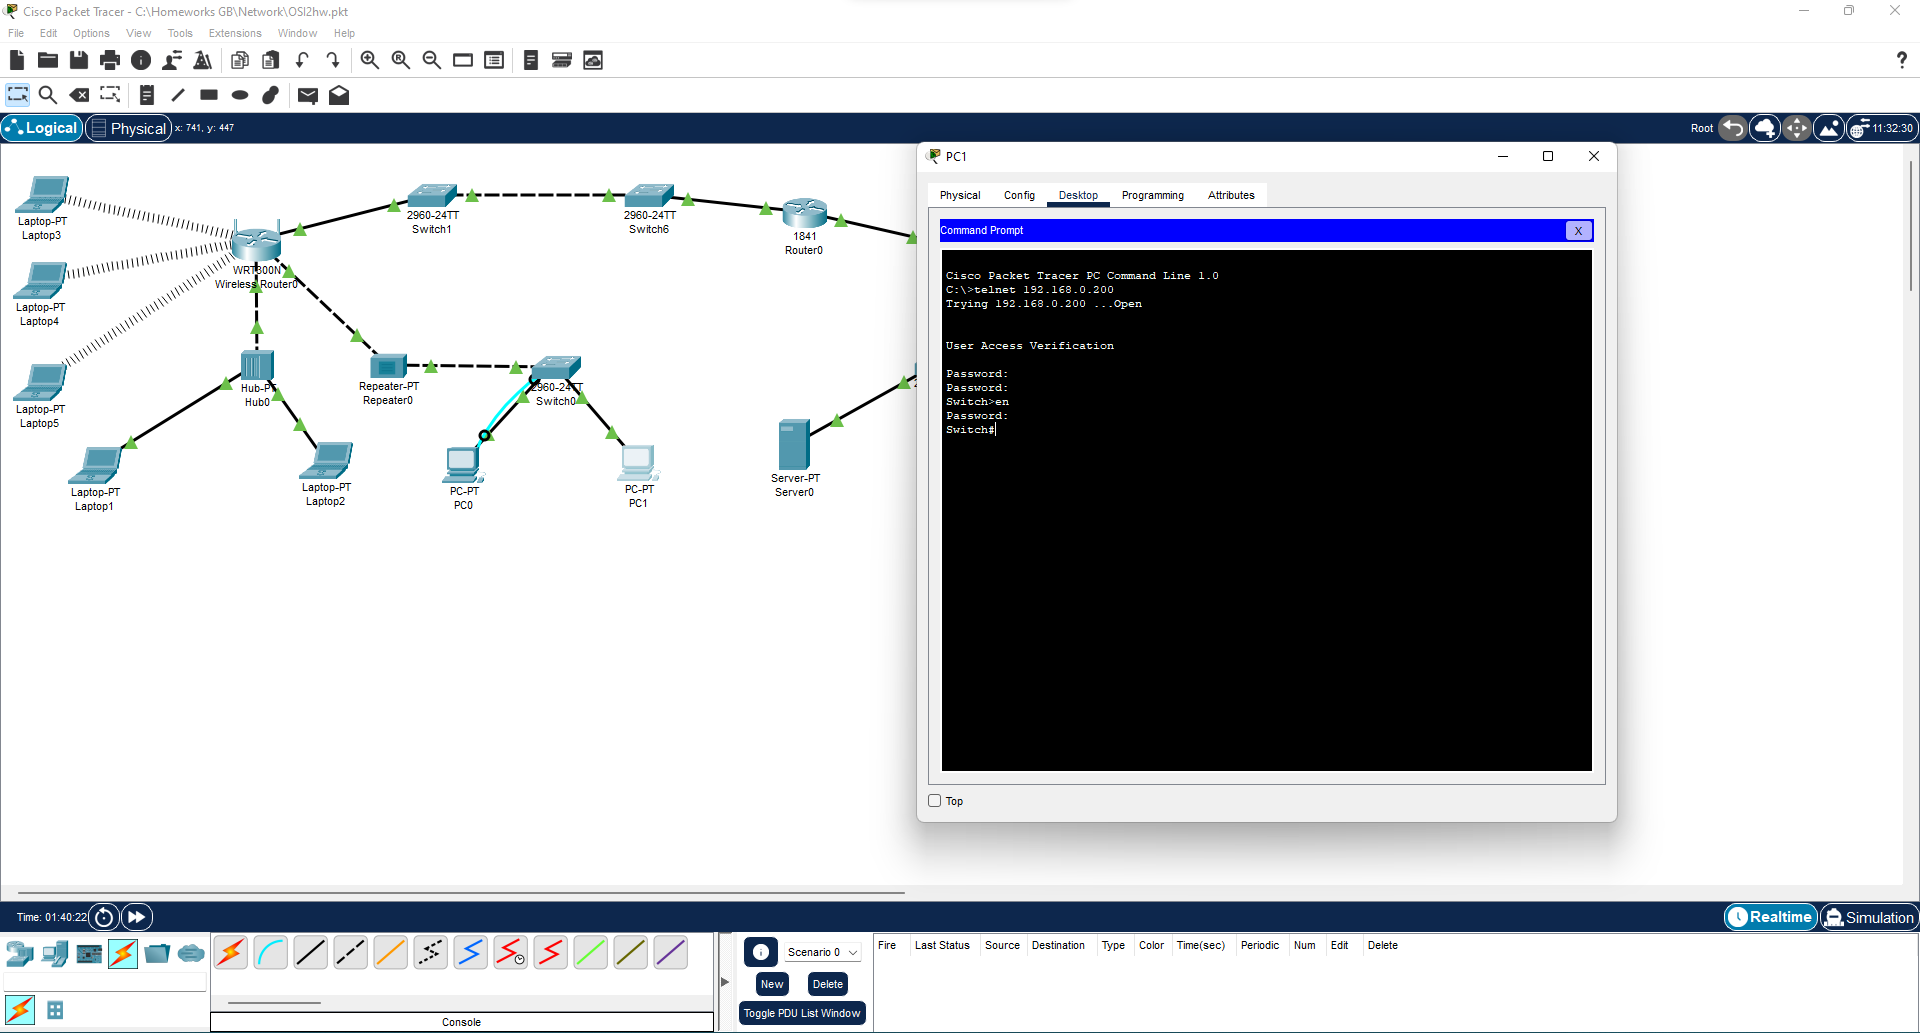 Cisco Packet Tracer - C:\Homeworks GB\Network\OSI2hw.pkt
File Edit Options View Tools Extensions Window Help
Logical Physical x: 741, y: 447
Root 11:32:30
Laptop-PT
Laptop3
Laptop-PT
Laptop4
Laptop-PT
Laptop5
WRT300N
Wireless Router0
2960-24TT
Switch1
2960-24TT
Switch6
1841
Router0
Hub-PT
Hub0
Repeater-PT
Repeater0
2960-24TT
Switch0
Laptop-PT
Laptop1
Laptop-PT
Laptop2
PC-PT
PC0
PC-PT
PC1
Server-PT
Server0
PC1
Physical Config Desktop Programming Attributes
Command Prompt X
Cisco Packet Tracer PC Command Line 1.0
C:\>telnet 192.168.0.200
Trying 192.168.0.200 ...Open
User Access Verification
Password:
Password:
Switch>en
Password:
Switch#
Top
Time: 01:40:22
Realtime Simulation
Console
Scenario 0
New Delete
Toggle PDU List Window
Fire Last Status Source Destination Type Color Time(sec) Periodic Num Edit Delete